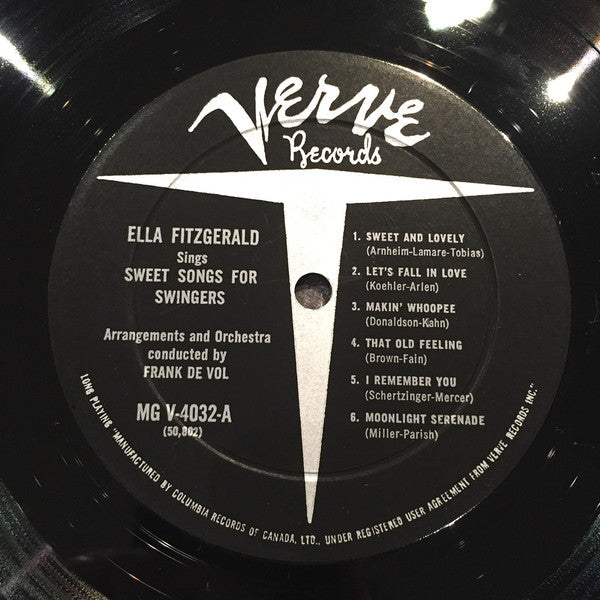 Verve
Records
ELLA FITZGERALD
Sings
SWEET SONGS FOR
SWINGERS
Arrangements and Orchestra
conducted by
FRANK DE VOL
MG V-4032-A
(50,802)
1. SWEET AND LOVELY
(Arnheim-Lamare-Tobias)
2. LET'S FALL IN LOVE
(Koehler-Arlen)
3. MAKIN' WHOOPEE
(Donaldson-Kahn)
4. THAT OLD FEELING
(Brown-Fain)
5. I REMEMBER YOU
(Schertzinger-Mercer)
6. MOONLIGHT SERENADE
(Miller-Parish)
LONG PLAYING "MANUFACTURED BY COLUMBIA RECORDS OF CANADA, LTD., UNDER REGISTERED USER AGREEMENT FROM VERVE RECORDS INC."